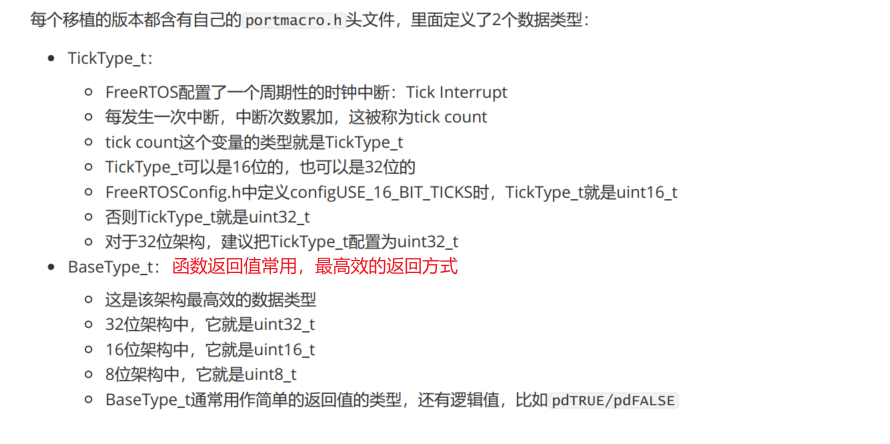 每个移植的版本都含有自己的 portmacro.h 头文件，里面定义了2个数据类型：
TickType_t：
FreeRTOS配置了一个周期性的时钟中断：Tick Interrupt
每发生一次中断，中断次数累加，这被称为tick count
tick count这个变量的类型就是TickType_t
TickType_t可以是16位的，也可以是32位的
FreeRTOSConfig.h中定义configUSE_16_BIT_TICKS时，TickType_t就是uint16_t
否则TickType_t就是uint32_t
对于32位架构，建议把TickType_t配置为uint32_t
BaseType_t：函数返回值常用，最高效的返回方式
这是该架构最高效的数据类型
32位架构中，它就是uint32_t
16位架构中，它就是uint16_t
8位架构中，它就是uint8_t
BaseType_t通常用作简单的返回值的类型，还有逻辑值，比如 pdTRUE/pdFALSE